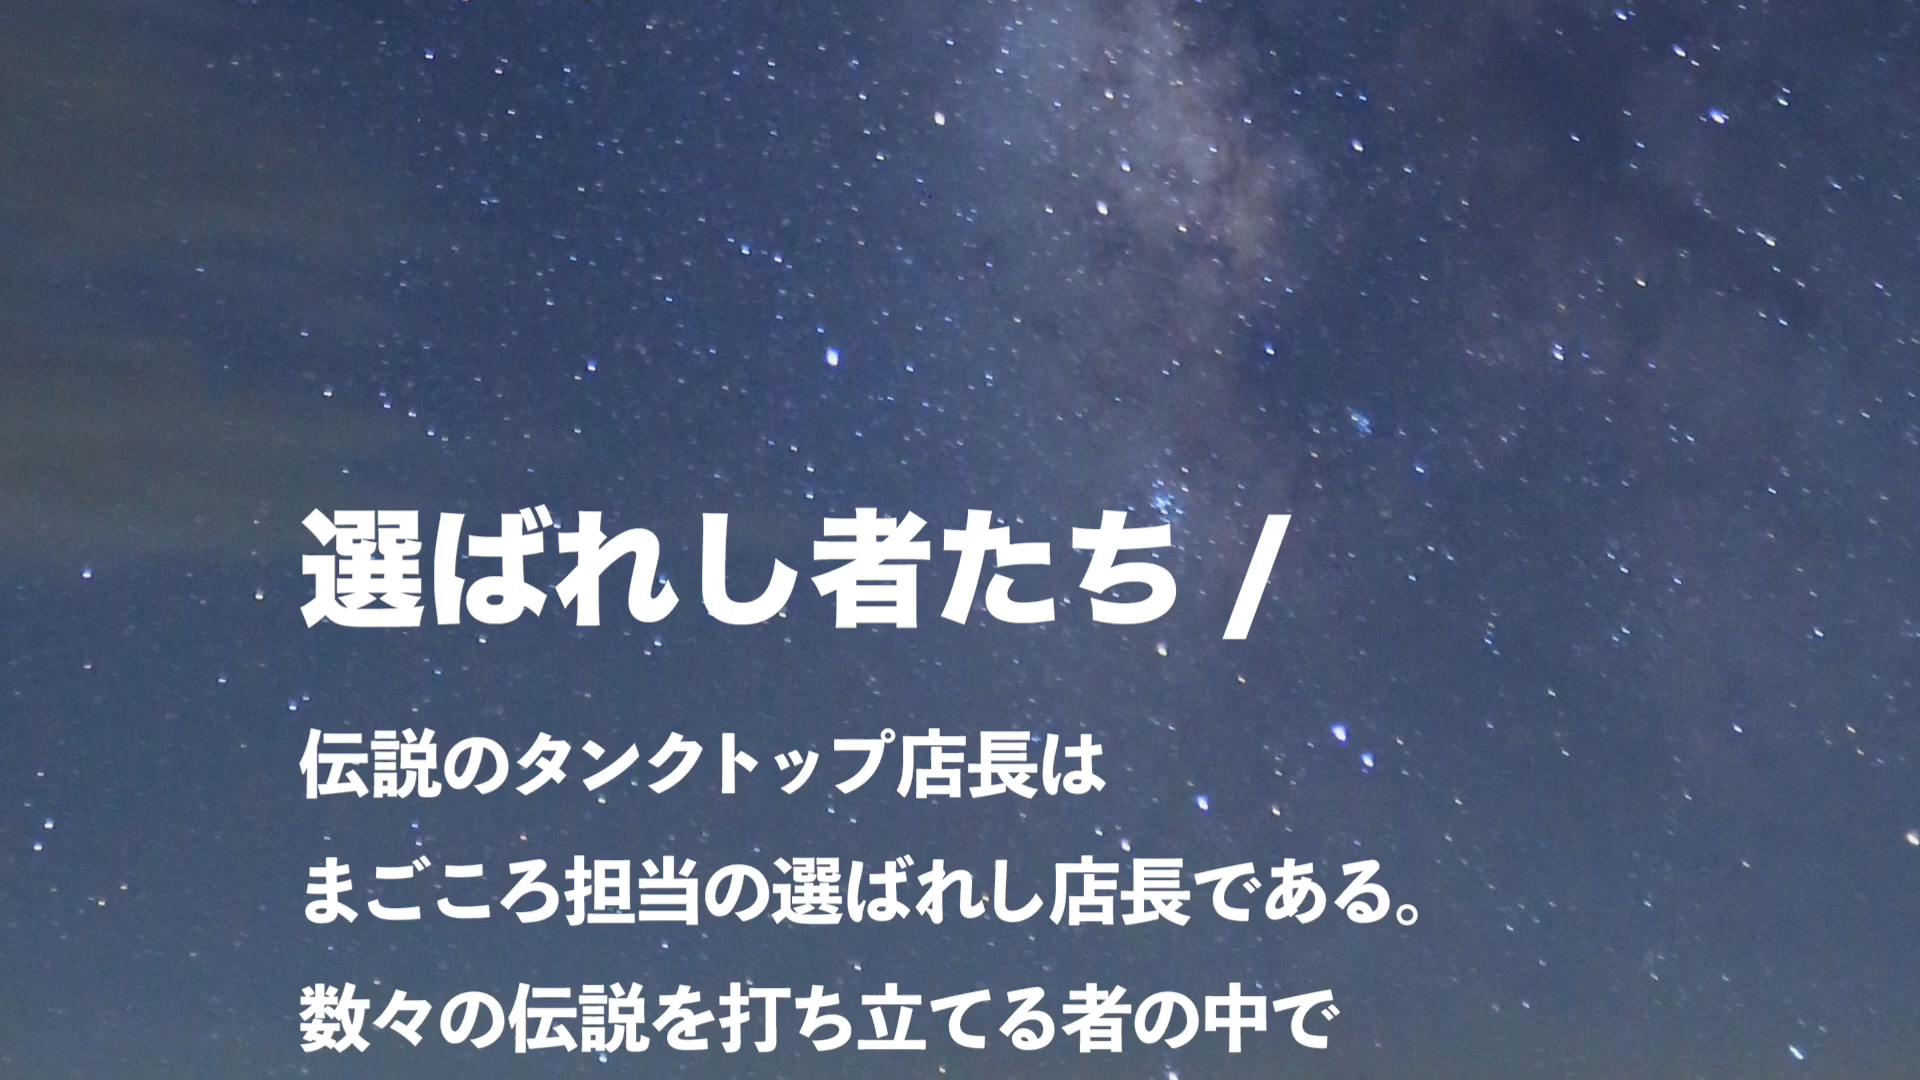 選ばれし者たち /
伝説のタンクトップ店長は
まごころ担当の選ばれし店長である。
数々の伝説を打ち立てる者の中で